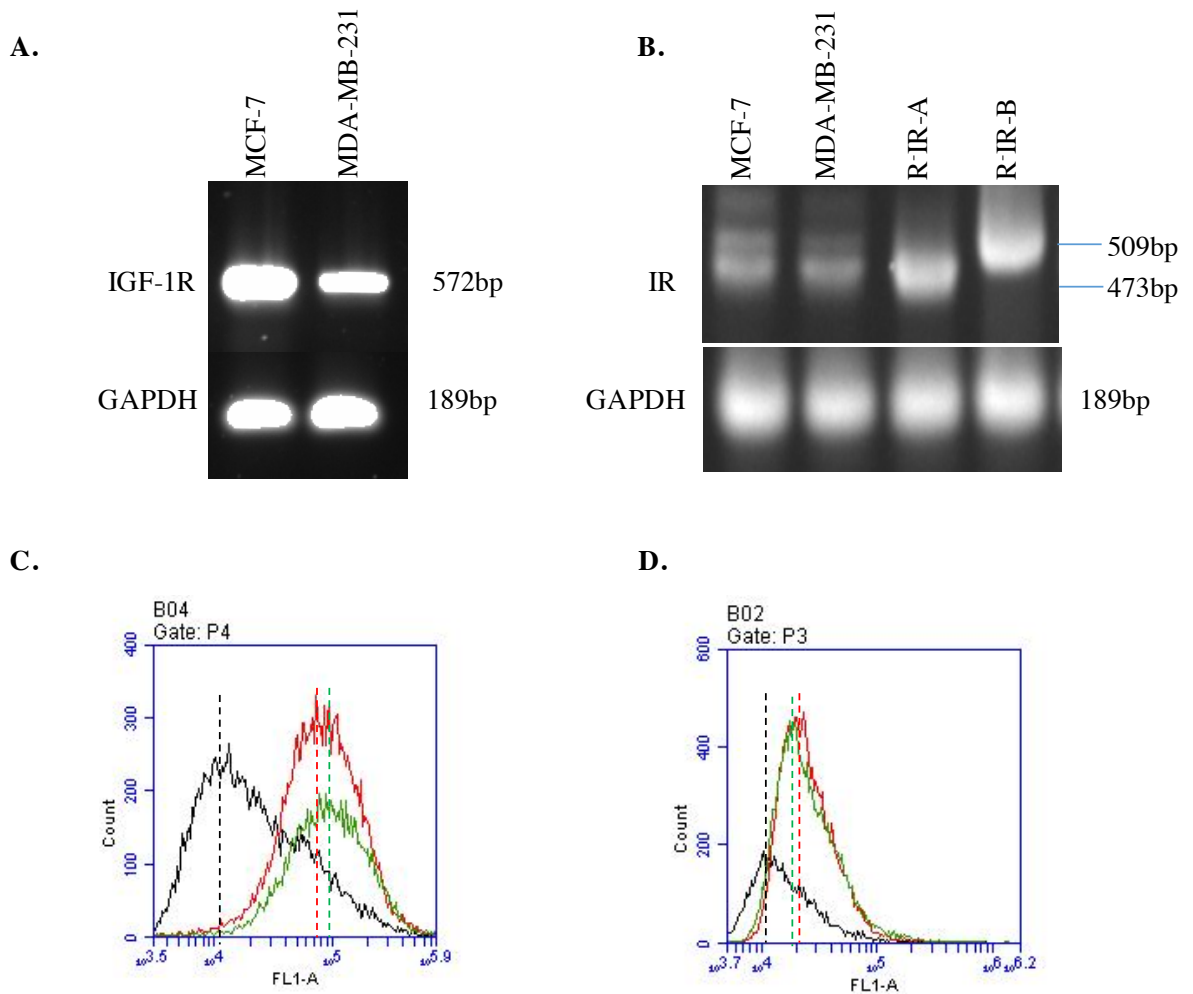 A.
MCF-7
MDA-MB-231
IGF-1R
572bp
GAPDH
189bp
B.
MCF-7
MDA-MB-231
R-IR-A
R-IR-B
IR
509bp
473bp
GAPDH
189bp
C.
B04
Gate: P4
400
300
200
100
0
Count
10^3.5 10^4 10^5 10^5.9
FL1-A
D.
B02
Gate: P3
600
400
200
0
Count
10^3.7 10^4 10^5 10^6 10^6.2
FL1-A